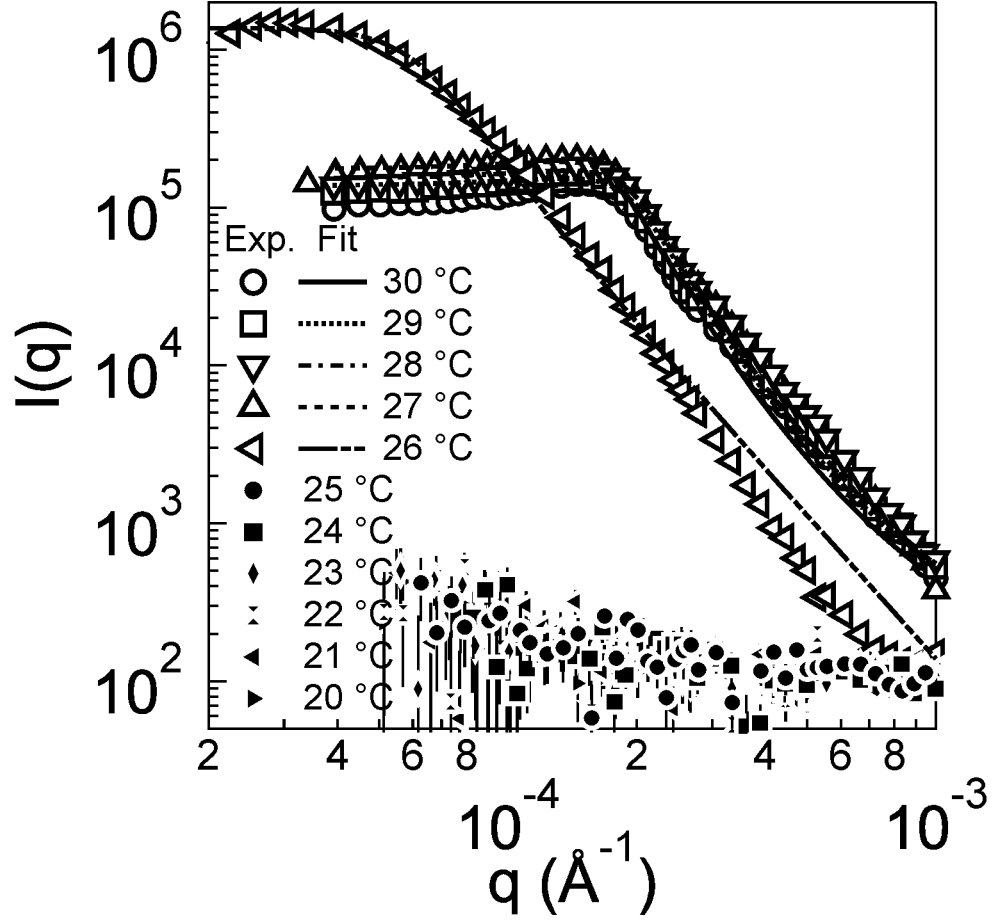 10^6
10^5
10^4
10^3
10^2
I(q)
Exp. Fit
30 °C
29 °C
28 °C
27 °C
26 °C
25 °C
24 °C
23 °C
22 °C
21 °C
20 °C
2 4 6 8 2 4 6 8
10^-4 10^-3
q (Å^-1)